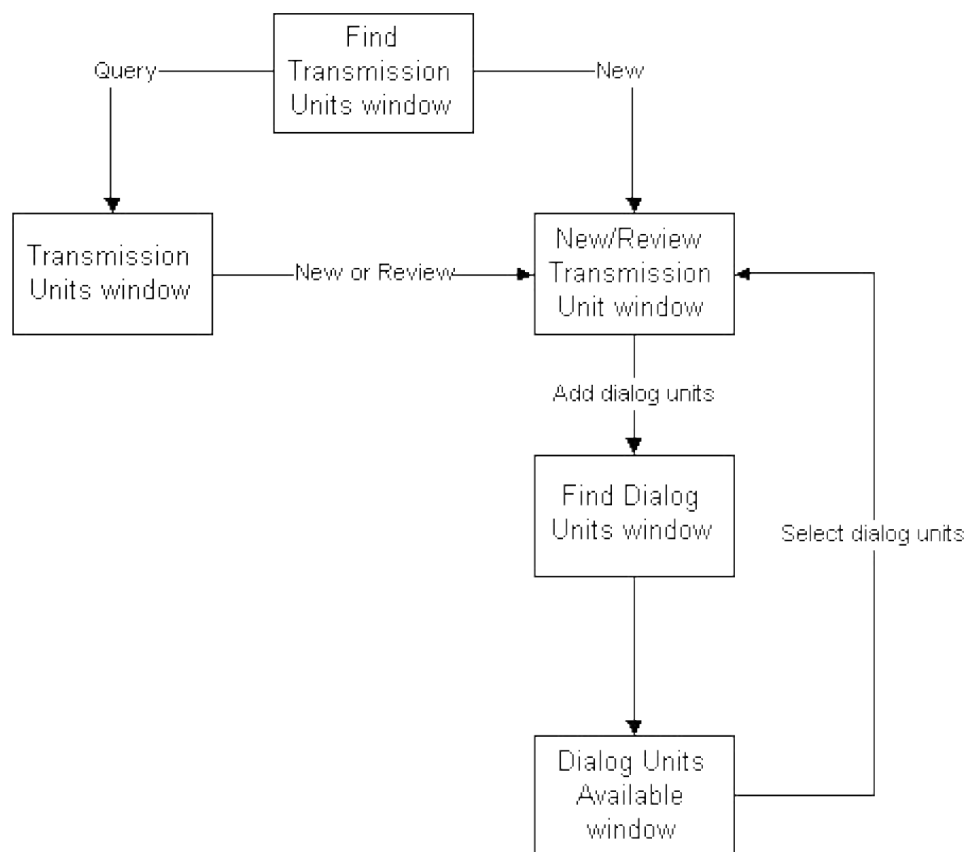 Find
Transmission
Units window
Query
New
Transmission
Units window
New or Review
New/Review
Transmission
Unit window
Add dialog units
Find Dialog
Units window
Select dialog units
Dialog Units
Available
window